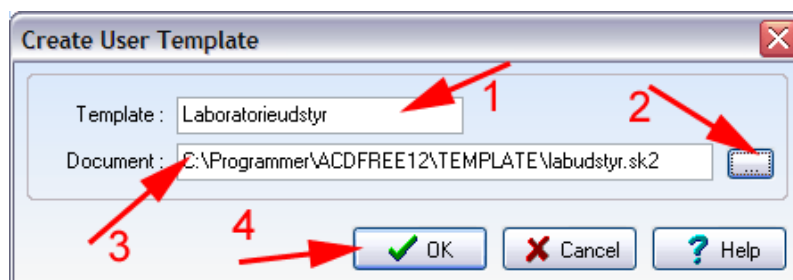 Create User Template
Template : Laboratorieudstyr 1
2
Document : C:\Programmer\ACDFREE12\TEMPLATE\labudstyr.sk2 ...
3
4
OK Cancel ? Help